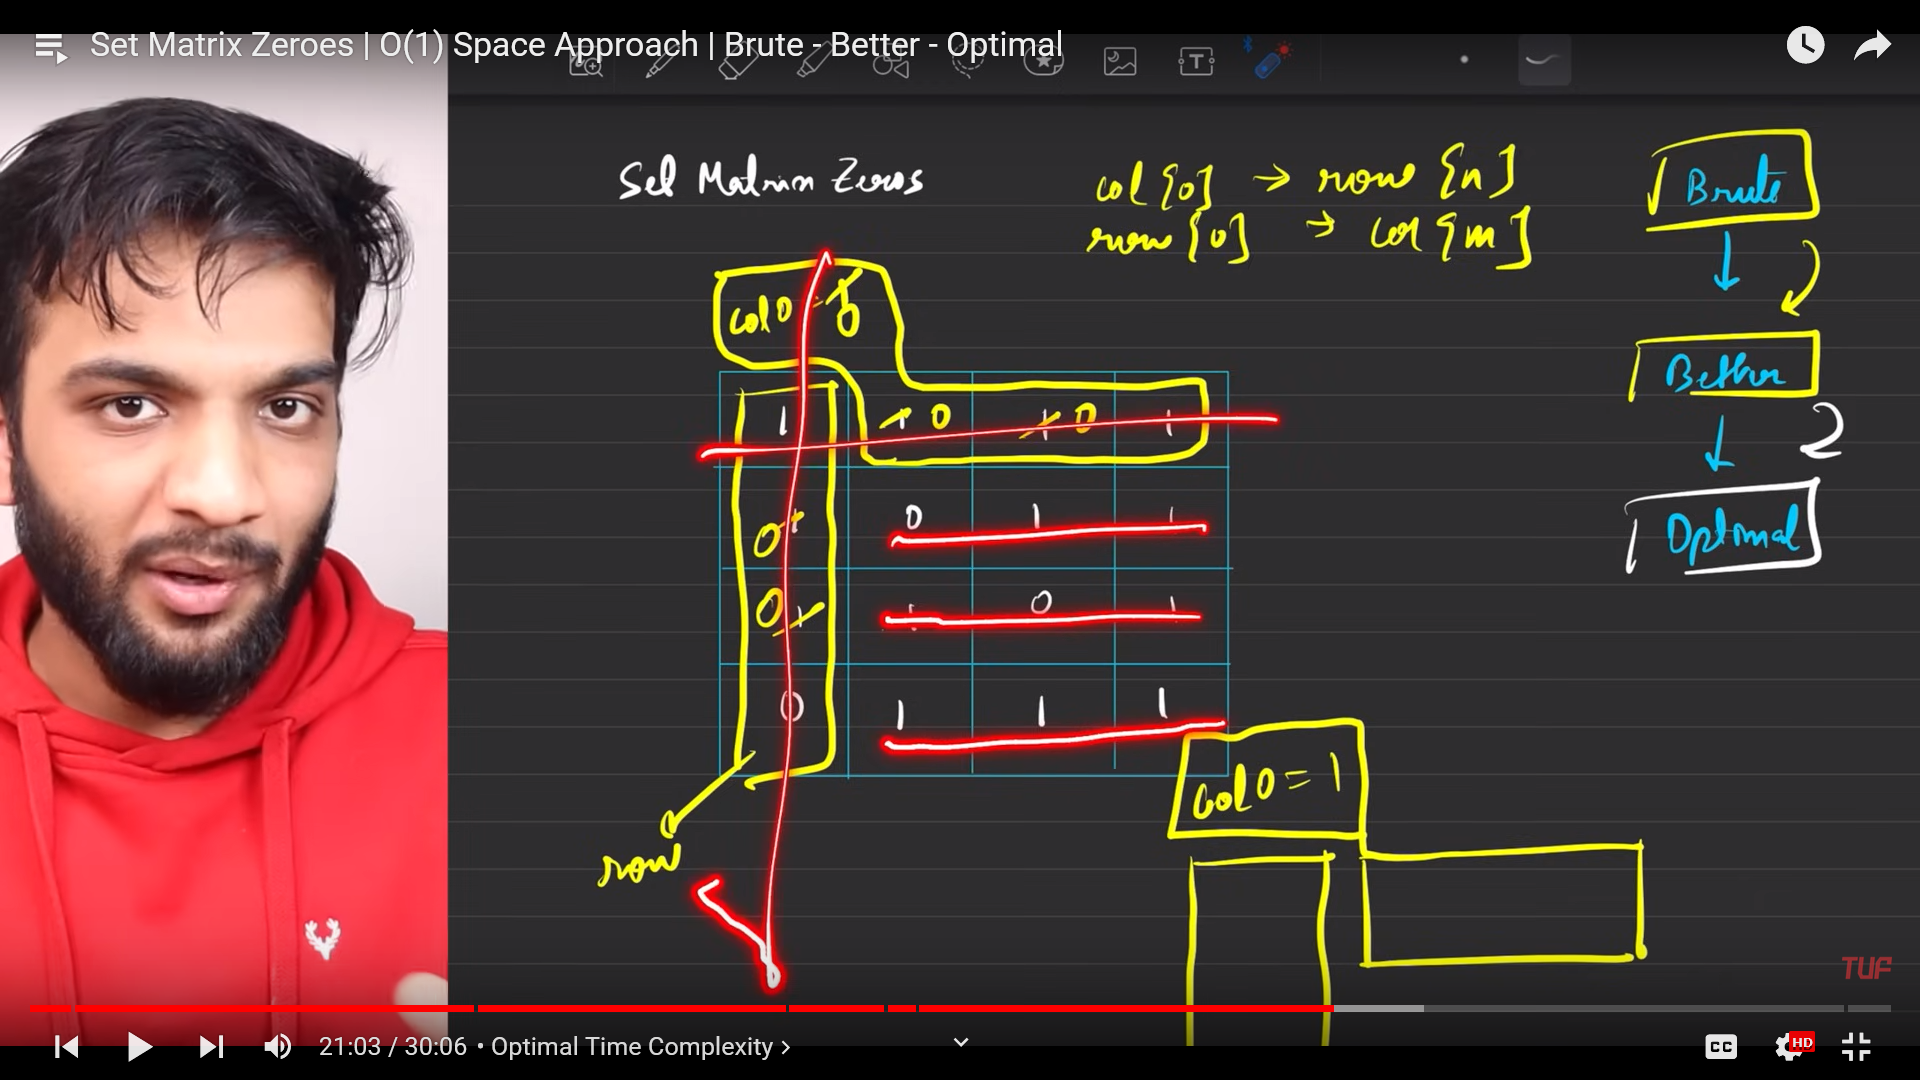 Set Matrix Zeroes | O(1) Space Approach | Brute - Better - Optimal
Set Matrix Zeros
col[0] → row [n]
row[0] → col [m]
Brute
Better
2
Optimal
col0 = 0
1 1 0 1 0 1
0 1 0 1 1
0 1 1 0 1
0 1 1 1
row
col0 = 1
TUF
21:03 / 30:06 • Optimal Time Complexity >
CC
HD
T